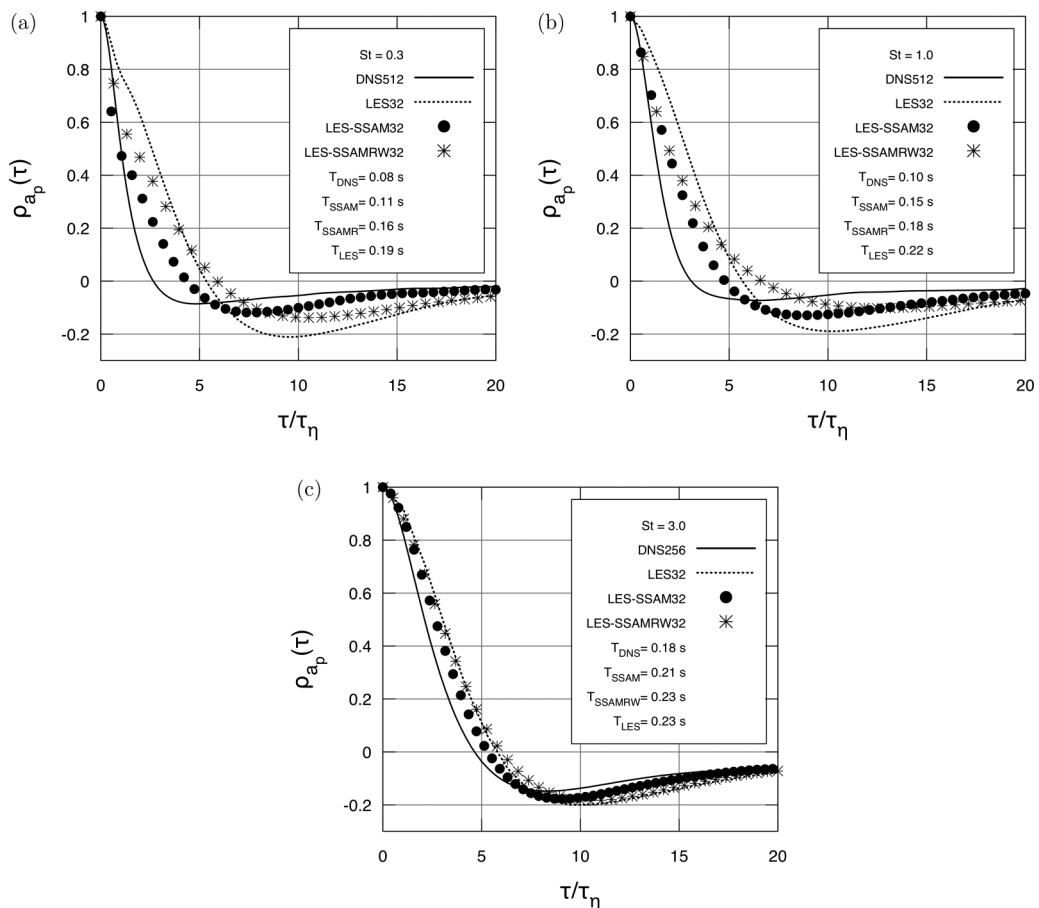 (a)
1
0.8
0.6
0.4
0.2
0
-0.2
ρap(τ)
0 5 10 15 20
τ/τη
St = 0.3
DNS512
LES32
LES-SSAM32
LES-SSAMRW32
TDNS= 0.08 s
TSSAM= 0.11 s
TSSAMR= 0.16 s
TLES= 0.19 s
(b)
1
0.8
0.6
0.4
0.2
0
-0.2
ρap(τ)
0 5 10 15 20
τ/τη
St = 1.0
DNS512
LES32
LES-SSAM32
LES-SSAMRW32
TDNS= 0.10 s
TSSAM= 0.15 s
TSSAMR= 0.18 s
TLES= 0.22 s
(c)
1
0.8
0.6
0.4
0.2
0
-0.2
ρap(τ)
0 5 10 15 20
τ/τη
St = 3.0
DNS256
LES32
LES-SSAM32
LES-SSAMRW32
TDNS= 0.18 s
TSSAM= 0.21 s
TSSAMRW= 0.23 s
TLES= 0.23 s